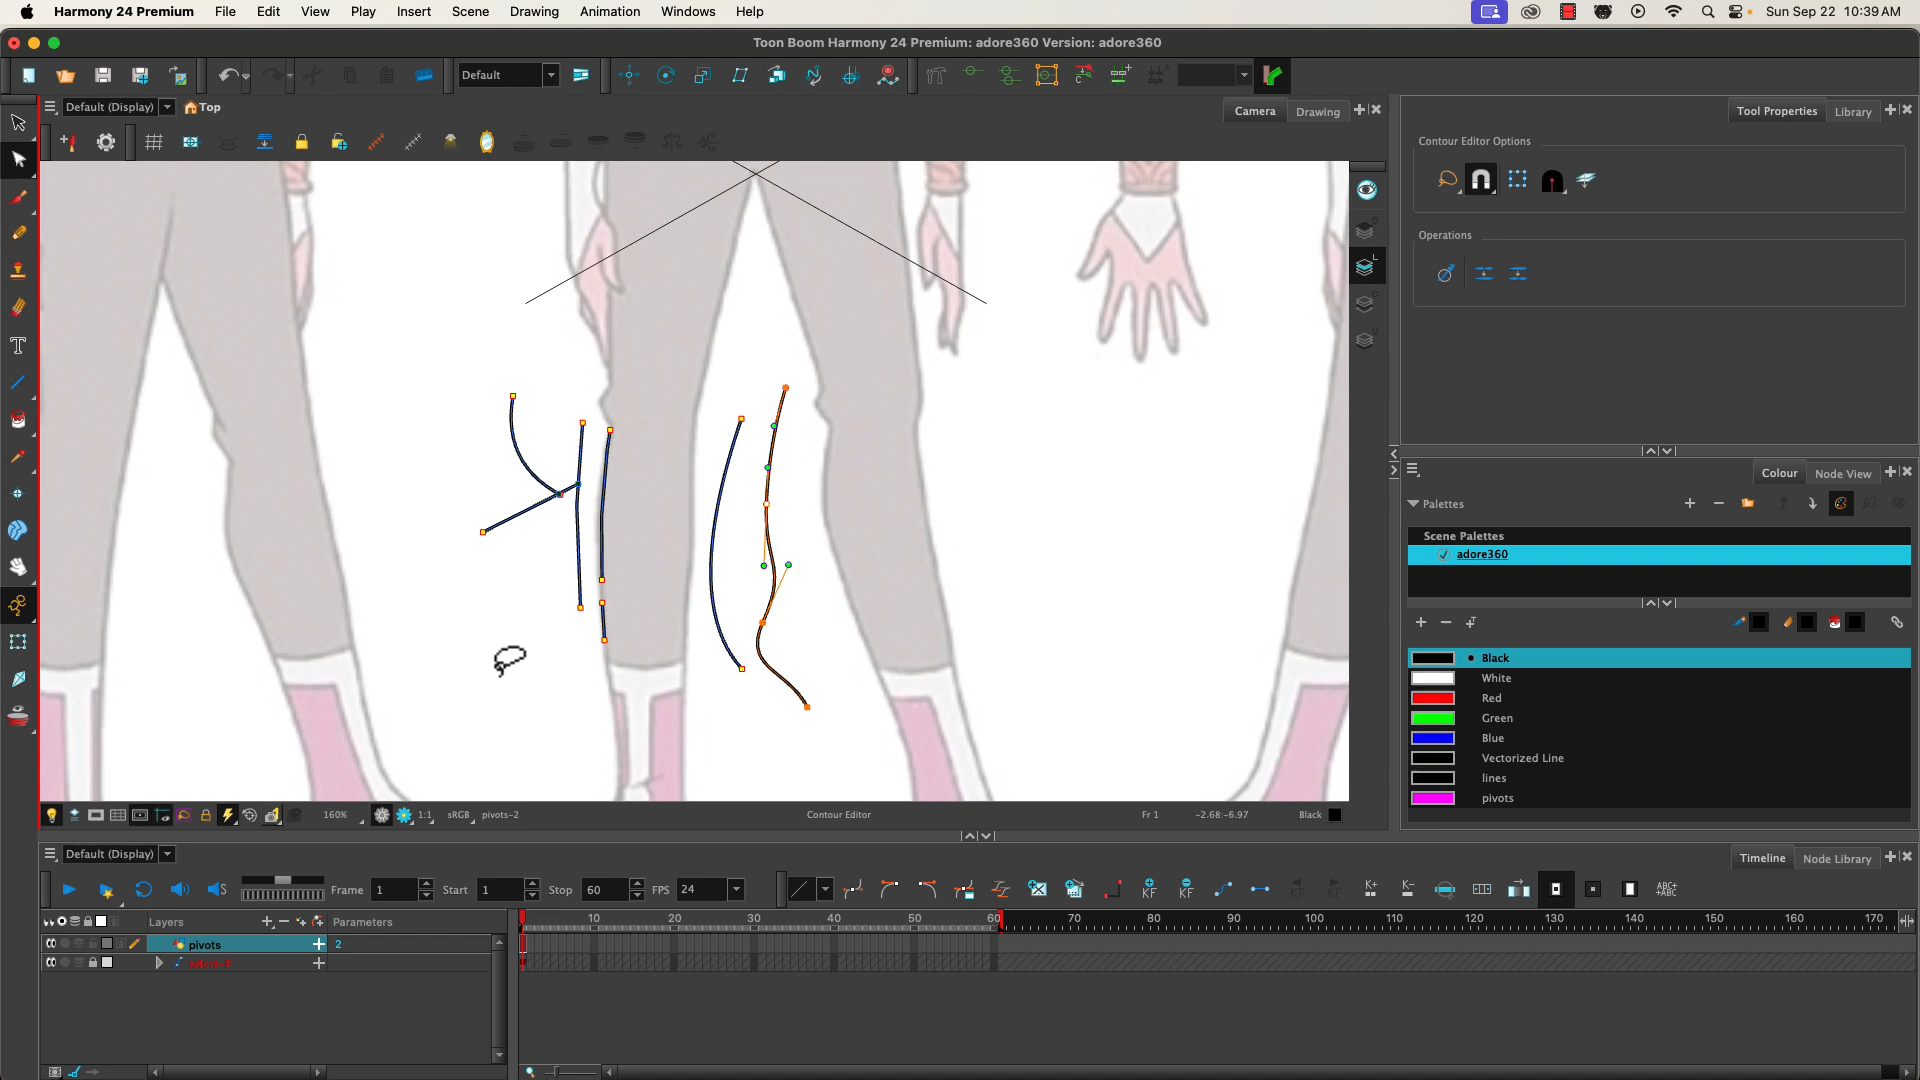 Harmony 24 Premium File Edit View Play Insert Scene Drawing Animation Windows Help Sun Sep 22 10:39 AM
Toon Boom Harmony 24 Premium: adore360 Version: adore360
Default
Default (Display) Top Camera Drawing Tool Properties Library
Contour Editor Options
Operations
Colour Node View
Palettes
Scene Palettes
adore360
Black
White
Red
Green
Blue
Vectorized Line
lines
pivots
160% 1:1 sRGB pivots-2 Contour Editor Fr 1 -2.68:-6.97 Black
Default (Display) Timeline Node Library
Frame 1 Start 1 Stop 60 FPS 24
Layers Parameters 10 20 30 40 50 60 70 80 90 100 110 120 130 140 150 160 170
pivots 2